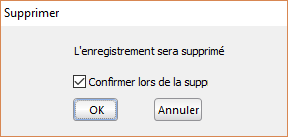 Supprimer
L'enregistrement sera supprimé
Confirmer lors de la supp
OK
Annuler